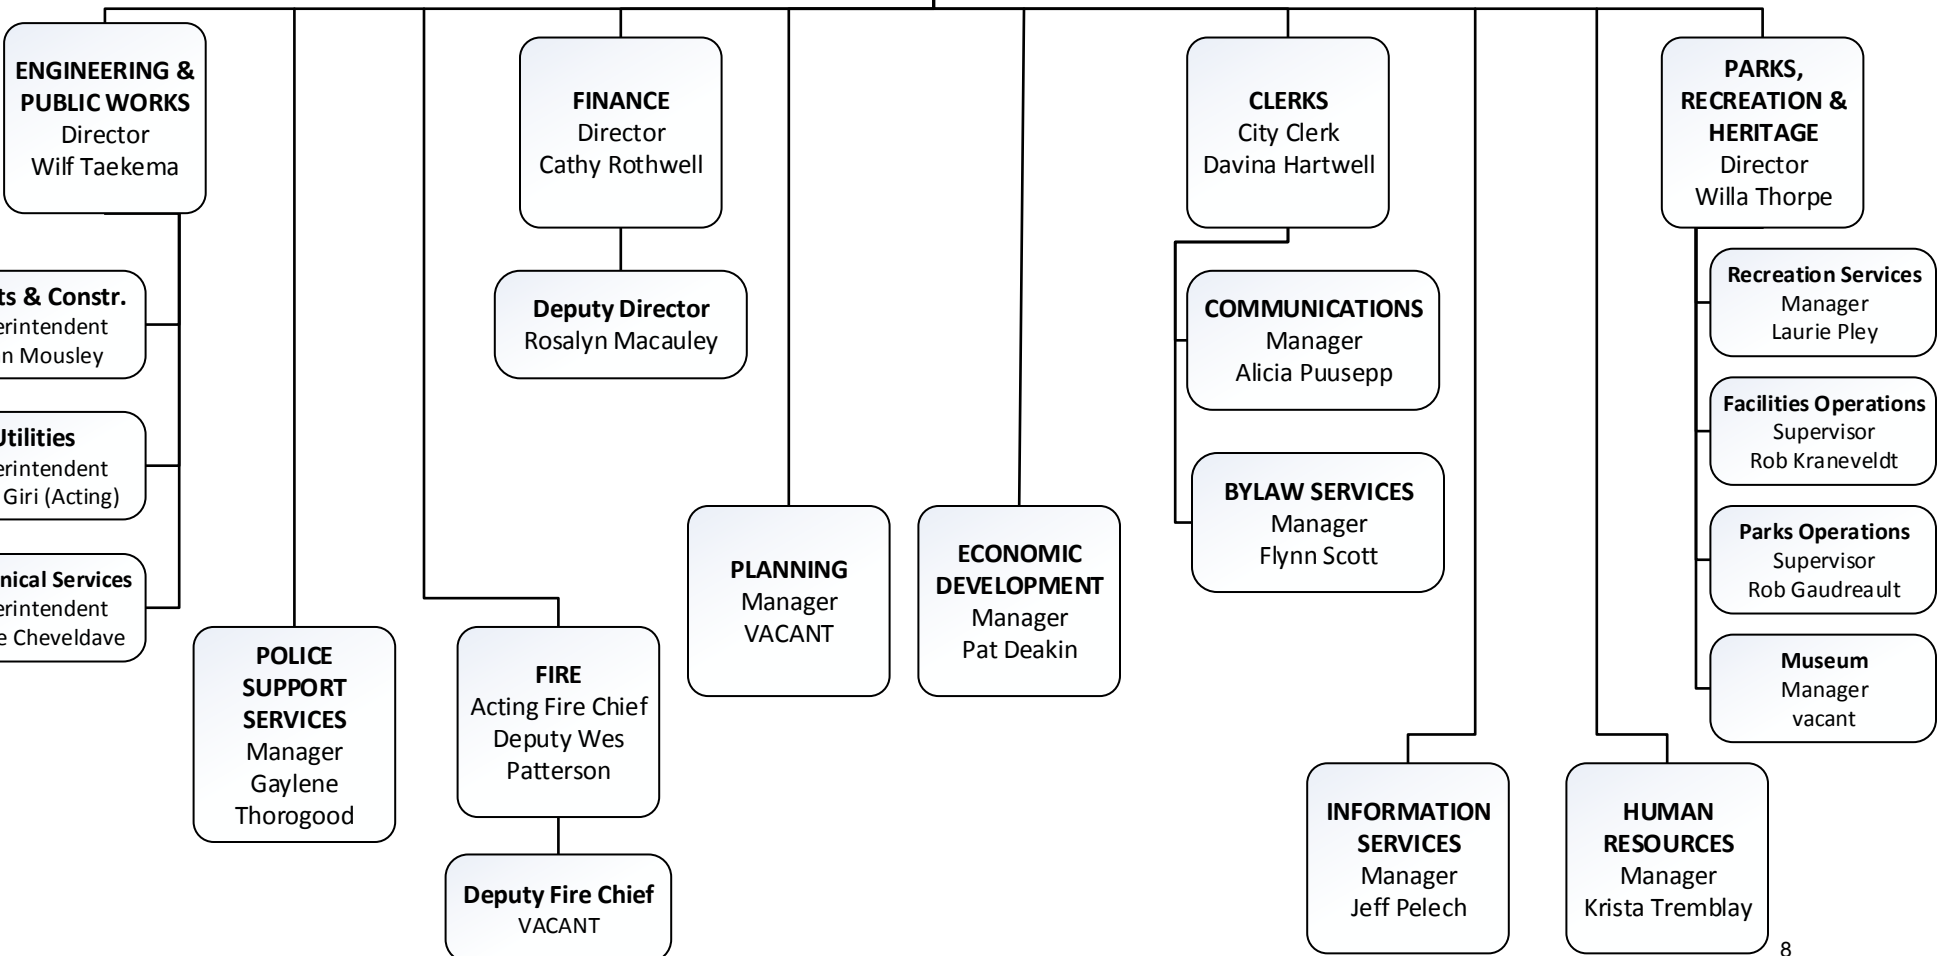 ENGINEERING &
PUBLIC WORKS
Director
Wilf Taekema
& Constr.
Mousley
Utilities
Giri (Acting)
Services
Cheveldave
POLICE
SUPPORT
SERVICES
Manager
Gaylene
Thorogood
FIRE
Acting Fire Chief
Deputy Wes
Patterson
Deputy Fire Chief
VACANT
FINANCE
Director
Cathy Rothwell
Deputy Director
Rosalyn Macauley
PLANNING
Manager
VACANT
ECONOMIC
DEVELOPMENT
Manager
Pat Deakin
CLERKS
City Clerk
Davina Hartwell
COMMUNICATIONS
Manager
Alicia Puusepp
BYLAW SERVICES
Manager
Flynn Scott
INFORMATION
SERVICES
Manager
Jeff Pelech
HUMAN
RESOURCES
Manager
Krista Tremblay
PARKS,
RECREATION &
HERITAGE
Director
Willa Thorpe
Recreation Services
Manager
Laurie Pley
Facilities Operations
Supervisor
Rob Kraneveldt
Parks Operations
Supervisor
Rob Gaudreault
Museum
Manager
vacant
8